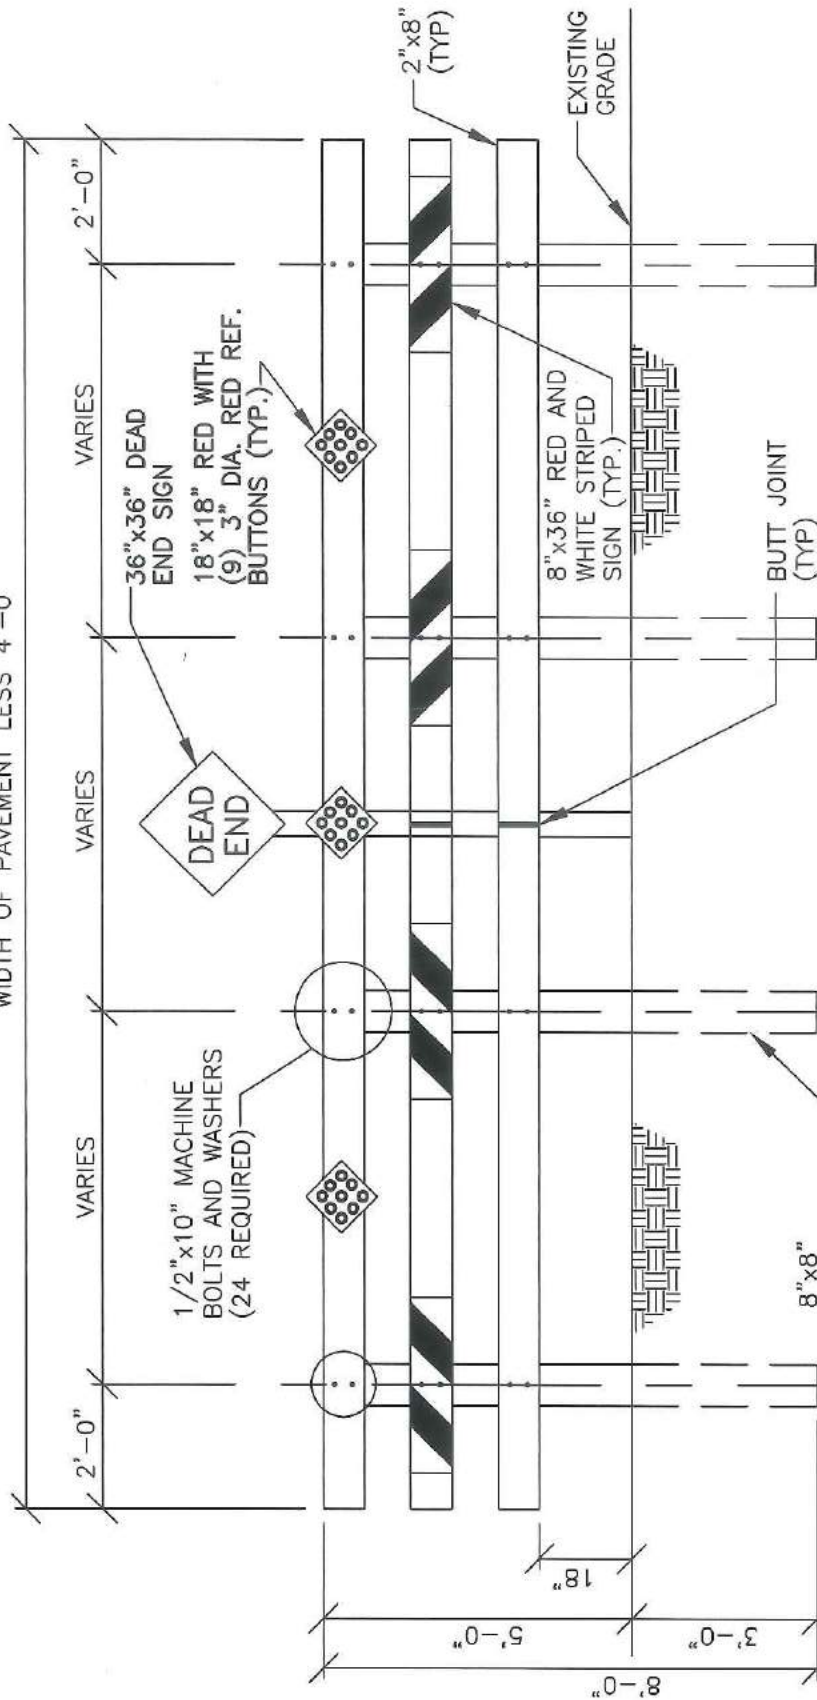 WIDTH OF PAVEMENT LESS 4'-0"
2'-0"
VARIES
VARIES
VARIES
2'-0"
1/2"x10" MACHINE
BOLTS AND WASHERS
(24 REQUIRED)
DEAD
END
36"x36" DEAD
END SIGN
18"x18" RED WITH
(9) 3" DIA. RED REF.
BUTTONS (TYP.)
2"x8"
(TYP)
EXISTING
GRADE
8"x36" RED AND
WHITE STRIPED
SIGN (TYP.)
BUTT JOINT
(TYP)
8"x8"
18"
5'-0"
3'-0"
8'-0"